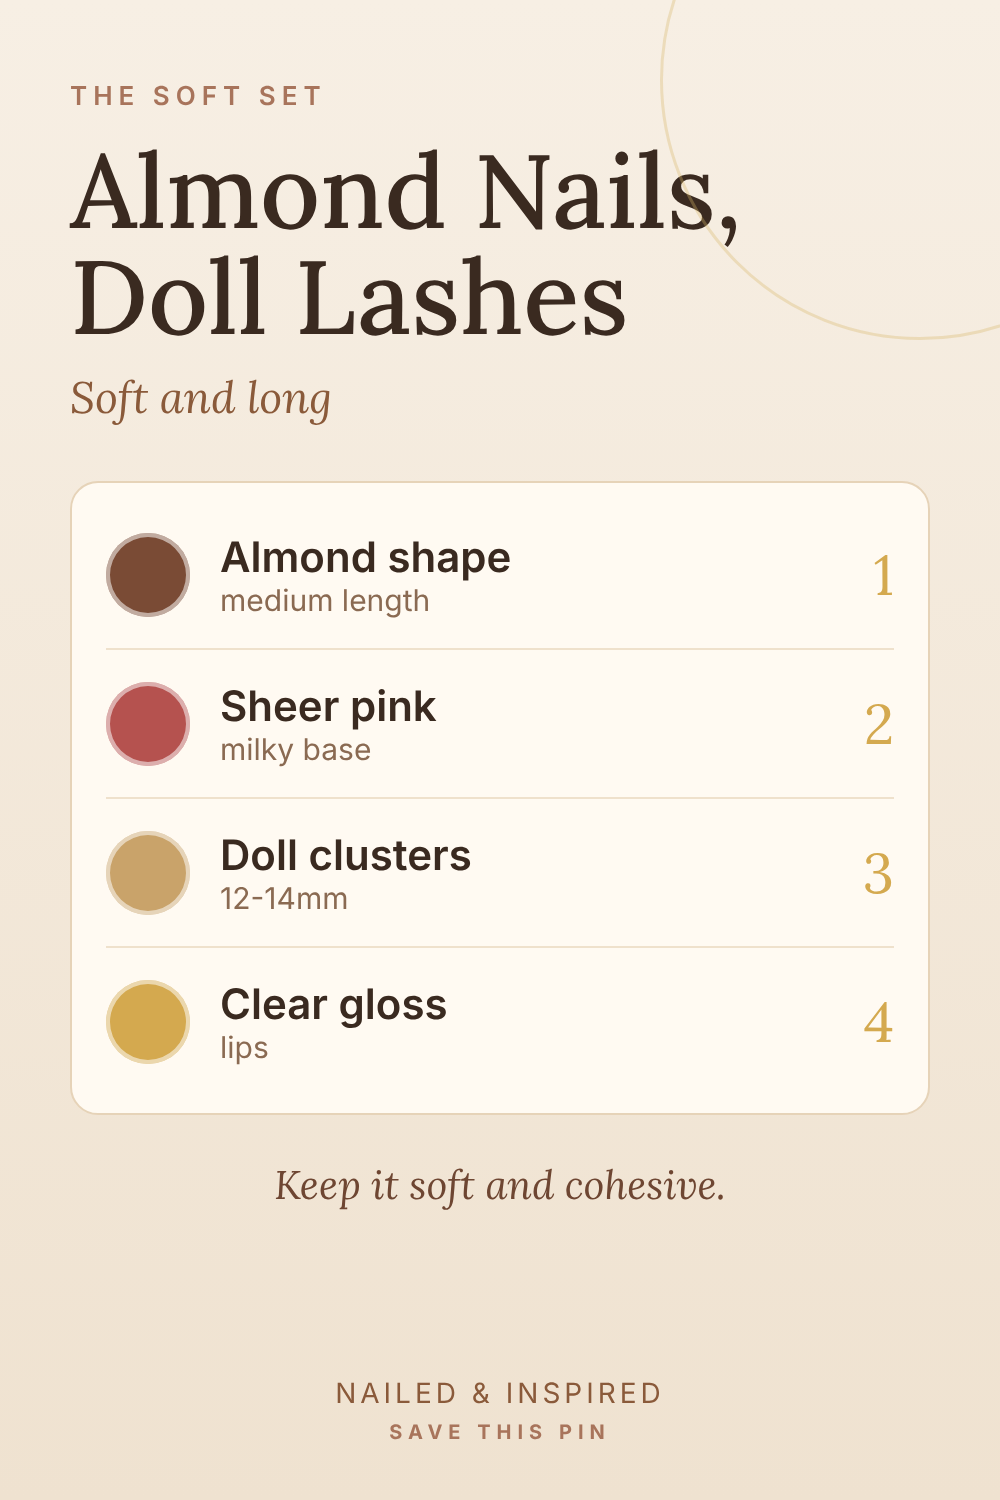 THE SOFT SET
Almond Nails,
Doll Lashes
Soft and long
Almond shape
medium length
1
Sheer pink
milky base
2
Doll clusters
12-14mm
3
Clear gloss
lips
4
Keep it soft and cohesive.
NAILED & INSPIRED
SAVE THIS PIN